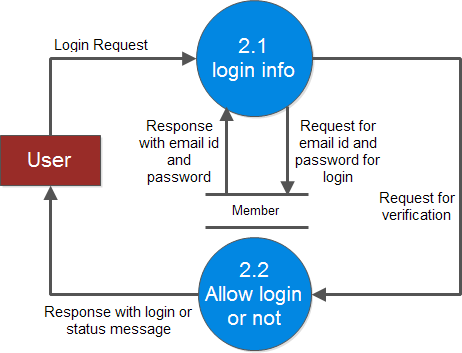 Login Request
2.1
login info
Response
with email id
and
password
Request for
email id and
password for
login
User
Request for
verification
Member
2.2
Allow login
or not
Response with login or
status message